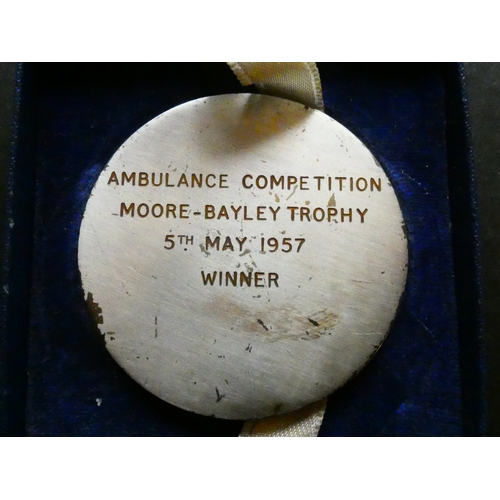 AMBULANCE COMPETITION
MOORE-BAYLEY TROPHY
5TH MAY 1957
WINNER